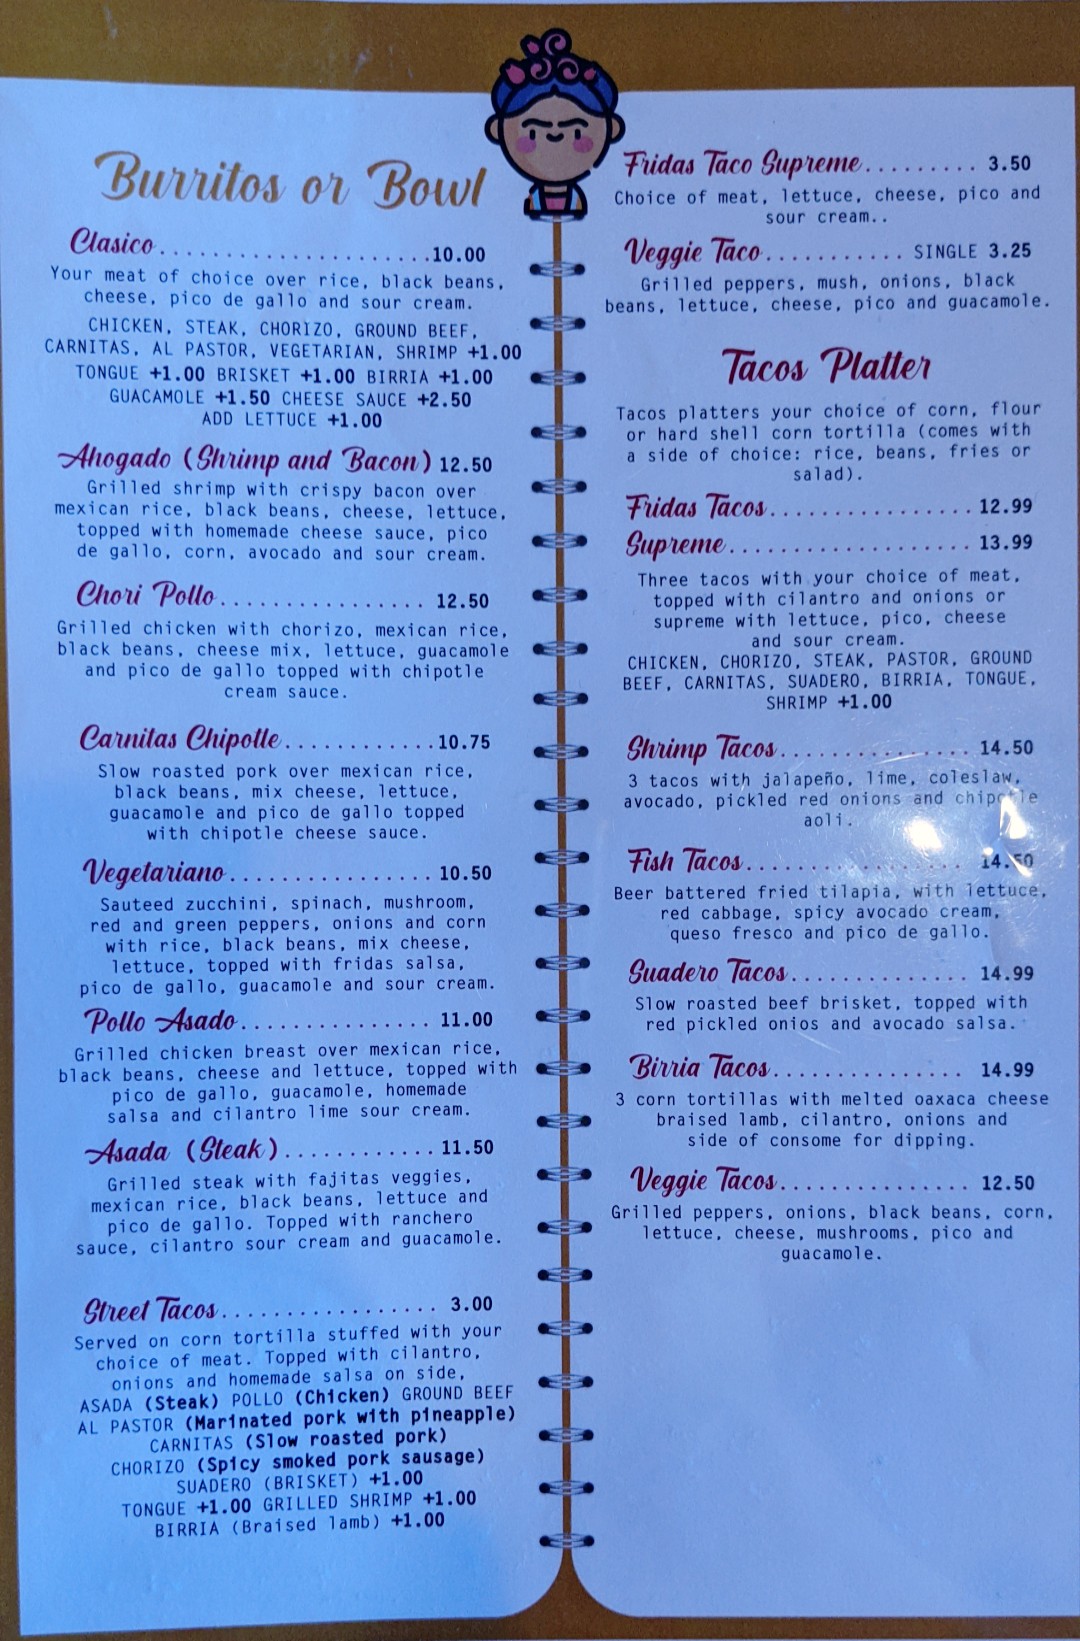 Burritos or Bowl
Clasico.....................10.00
Your meat of choice over rice, black beans,
cheese, pico de gallo and sour cream.
CHICKEN, STEAK, CHORIZO, GROUND BEEF,
CARNITAS, AL PASTOR, VEGETARIAN, SHRIMP +1.00
TONGUE +1.00 BRISKET +1.00 BIRRIA +1.00
GUACAMOLE +1.50 CHEESE SAUCE +2.50
ADD LETTUCE +1.00
Ahogado (Shrimp and Bacon) 12.50
Grilled shrimp with crispy bacon over
mexican rice, black beans, cheese, lettuce,
topped with homemade cheese sauce, pico
de gallo, corn, avocado and sour cream.
Chori Pollo................ 12.50
Grilled chicken with chorizo, mexican rice,
black beans, cheese mix, lettuce, guacamole
and pico de gallo topped with chipotle
cream sauce.
Carnitas Chipotle............10.75
Slow roasted pork over mexican rice,
black beans, mix cheese, lettuce,
guacamole and pico de gallo topped
with chipotle cheese sauce.
Vegetariano................ 10.50
Sauteed zucchini, spinach, mushroom,
red and green peppers, onions and corn
with rice, black beans, mix cheese,
lettuce, topped with fridas salsa,
pico de gallo, guacamole and sour cream.
Pollo Asado............... 11.00
Grilled chicken breast over mexican rice,
black beans, cheese and lettuce, topped with
pico de gallo, guacamole, homemade
salsa and cilantro lime sour cream.
Asada (Steak)............ 11.50
Grilled steak with fajitas veggies,
mexican rice, black beans, lettuce and
pico de gallo. Topped with ranchero
sauce, cilantro sour cream and guacamole.
Street Tacos................. 3.00
Served on corn tortilla stuffed with your
choice of meat. Topped with cilantro,
onions and homemade salsa on side,
ASADA (Steak) POLLO (Chicken) GROUND BEEF
AL PASTOR (Marinated pork with pineapple)
CARNITAS (Slow roasted pork)
CHORIZO (Spicy smoked pork sausage)
SUADERO (BRISKET) +1.00
TONGUE +1.00 GRILLED SHRIMP +1.00
BIRRIA (Braised lamb) +1.00
Fridas Taco Supreme......... 3.50
Choice of meat, lettuce, cheese, pico and
sour cream..
Veggie Taco........... SINGLE 3.25
Grilled peppers, mush, onions, black
beans, lettuce, cheese, pico and guacamole.
Tacos Platter
Tacos platters your choice of corn, flour
or hard shell corn tortilla (comes with
a side of choice: rice, beans, fries or
salad).
Fridas Tacos................ 12.99
Supreme................... 13.99
Three tacos with your choice of meat,
topped with cilantro and onions or
supreme with lettuce, pico, cheese
and sour cream.
CHICKEN, CHORIZO, STEAK, PASTOR, GROUND
BEEF, CARNITAS, SUADERO, BIRRIA, TONGUE,
SHRIMP +1.00
Shrimp Tacos............... 14.50
3 tacos with jalapeño, lime, coleslaw,
avocado, pickled red onions and chipotle
aoli.
Fish Tacos................. 14.50
Beer battered fried tilapia, with lettuce,
red cabbage, spicy avocado cream,
queso fresco and pico de gallo.
Suadero Tacos.............. 14.99
Slow roasted beef brisket, topped with
red pickled onios and avocado salsa.
Birria Tacos............... 14.99
3 corn tortillas with melted oaxaca cheese
braised lamb, cilantro, onions and
side of consome for dipping.
Veggie Tacos............... 12.50
Grilled peppers, onions, black beans, corn,
lettuce, cheese, mushrooms, pico and
guacamole.